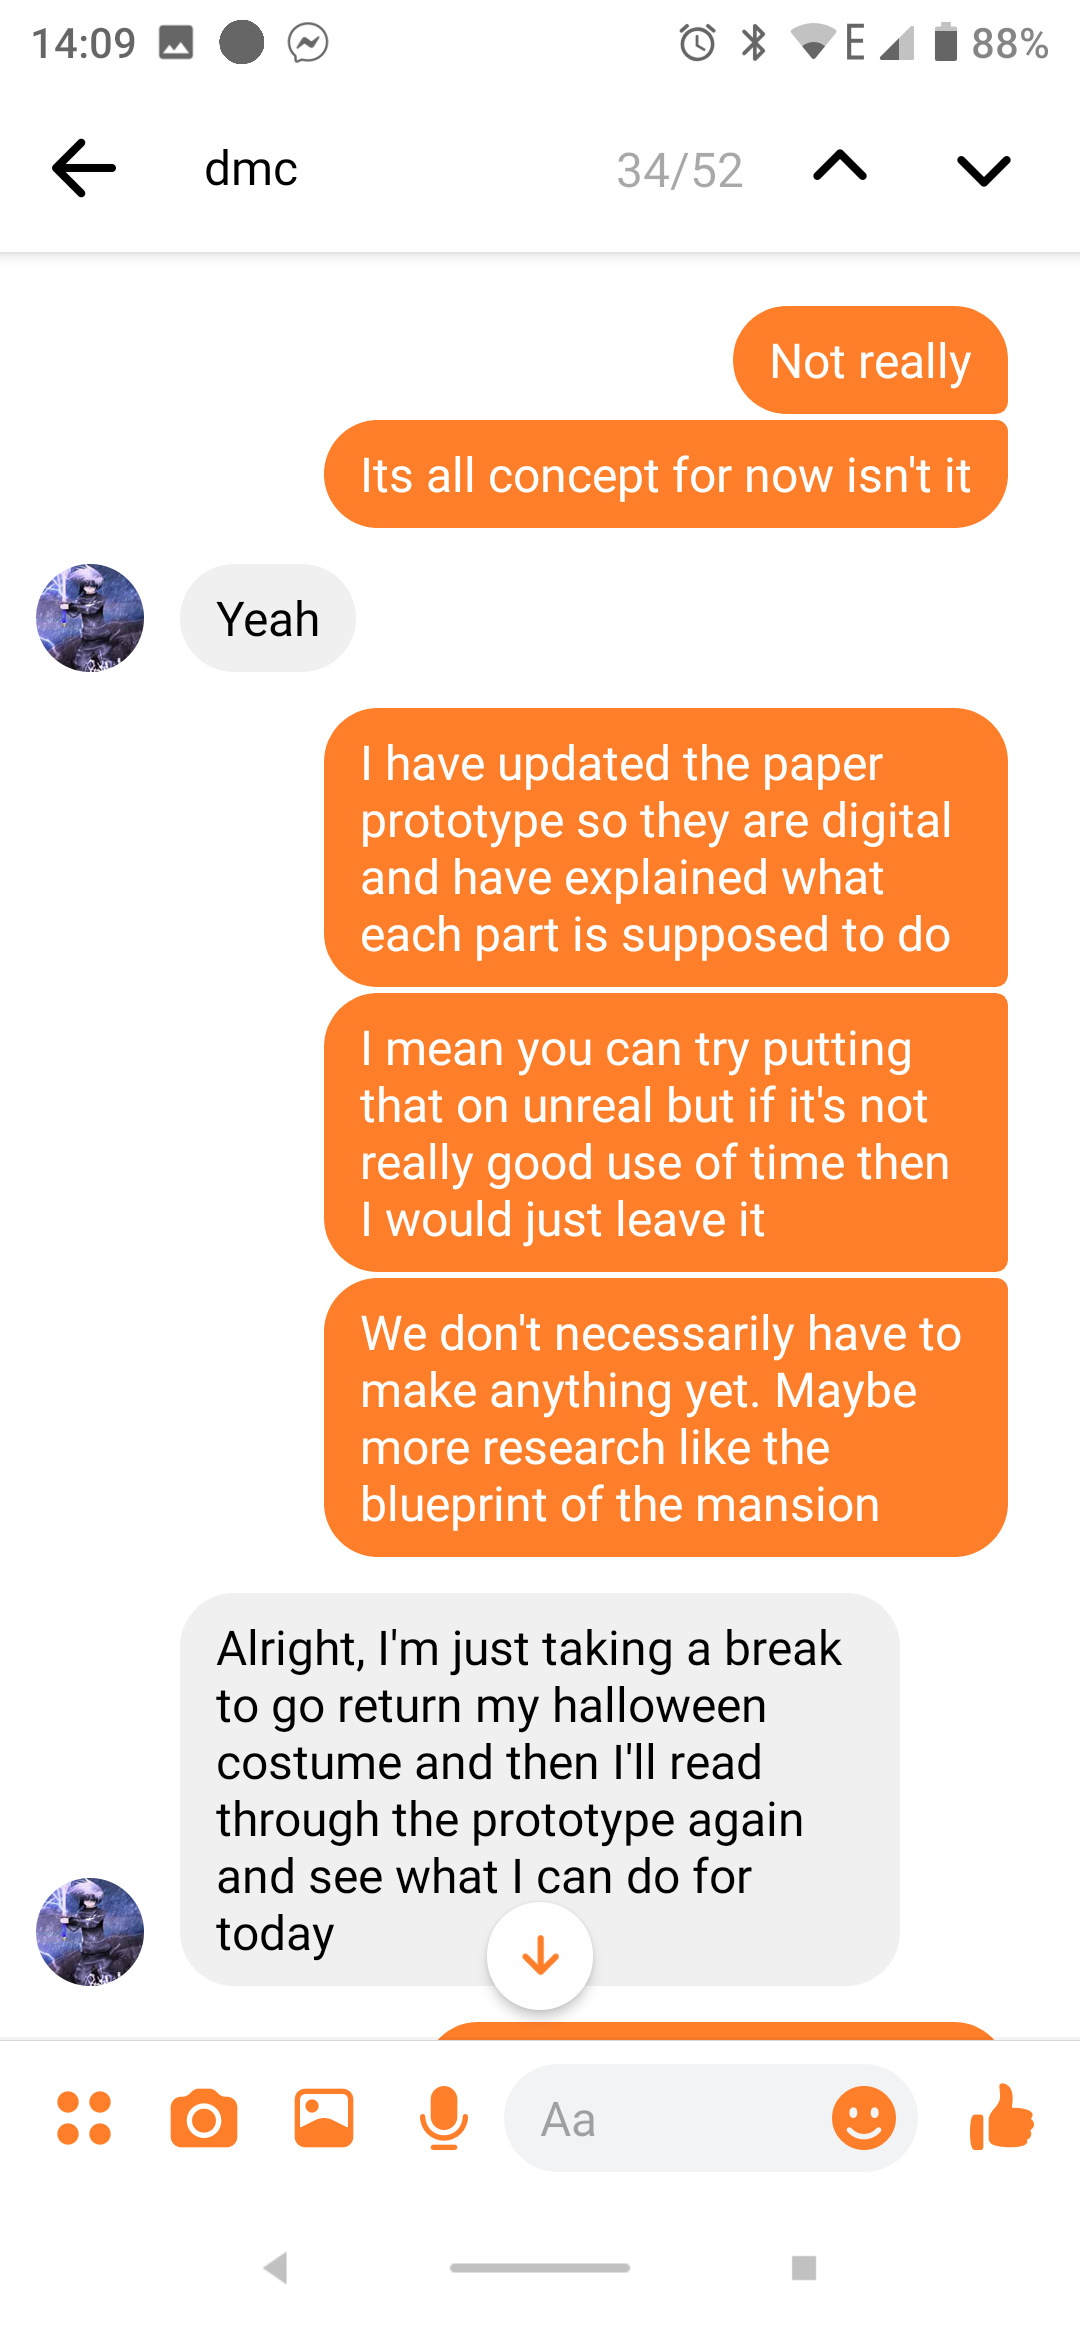 14:09 E 88%
dmc 34/52
Not really
Its all concept for now isn't it
Yeah
I have updated the paper
prototype so they are digital
and have explained what
each part is supposed to do
I mean you can try putting
that on unreal but if it's not
really good use of time then
I would just leave it
We don't necessarily have to
make anything yet. Maybe
more research like the
blueprint of the mansion
Alright, I'm just taking a break
to go return my halloween
costume and then I'll read
through the prototype again
and see what I can do for
today
Aa